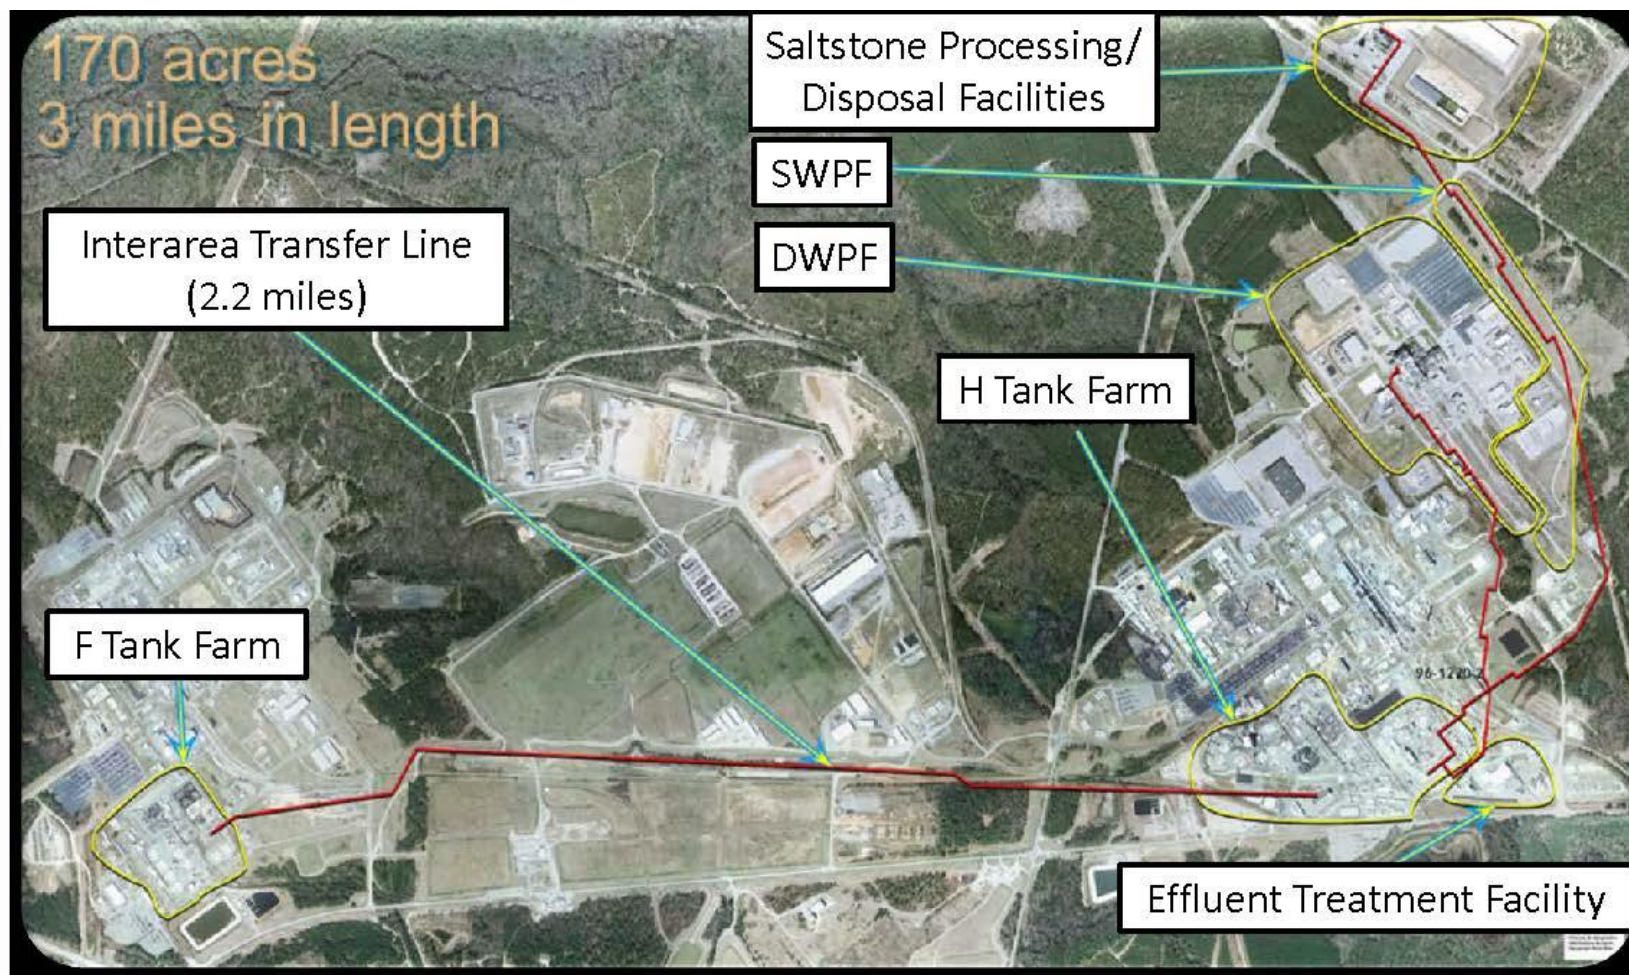 170 acres
3 miles in length
Saltstone Processing/
Disposal Facilities
SWPF
Interarea Transfer Line
(2.2 miles)
DWPF
H Tank Farm
F Tank Farm
96-1220-2
Effluent Treatment Facility